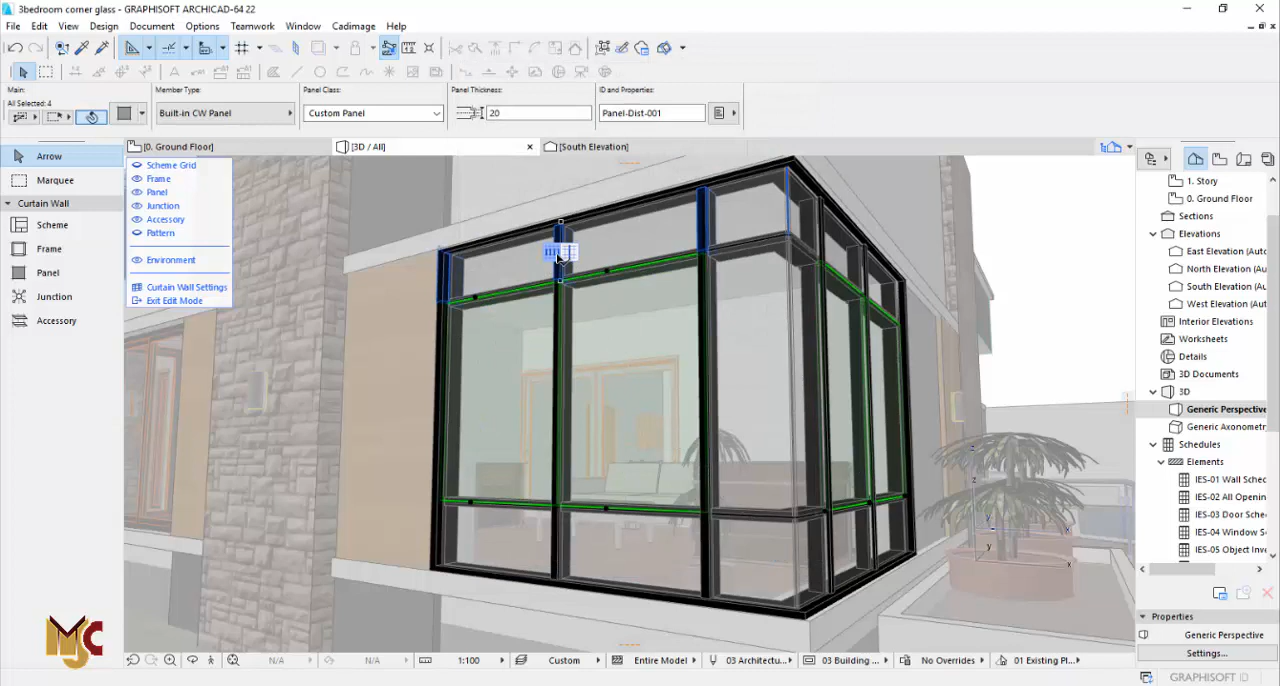 3bedroom corner glass - GRAPHISOFT ARCHICAD-64 22
File Edit View Design Document Options Teamwork Window Cadimage Help
Main:
All Selected: 4
Member Type:
Built-in CW Panel
Panel Class:
Custom Panel
Panel Thickness:
20
ID and Properties:
Panel-Dist-001
Arrow
Marquee
Curtain Wall
Scheme
Frame
Panel
Junction
Accessory
[0. Ground Floor]
[3D / All]
[South Elevation]
Scheme Grid
Frame
Panel
Junction
Accessory
Pattern
Environment
Curtain Wall Settings
Exit Edit Mode
z
y
x
y
x
1. Story
0. Ground Floor
Sections
Elevations
East Elevation (Au
North Elevation (A
South Elevation (A
West Elevation (A
Interior Elevations
Worksheets
Details
3D Documents
3D
Generic Perspective
Generic Axonometr
Schedules
Elements
IES-01 Wall Sched
IES-02 All Openin
IES-03 Door Sche
IES-04 Window S
IES-05 Object Inve
Properties
Generic Perspective
Settings...
MSC
N/A
N/A
1:100
Custom
Entire Model
03 Architectu...
03 Building ...
No Overrides
01 Existing Pl...
GRAPHISOFT ID